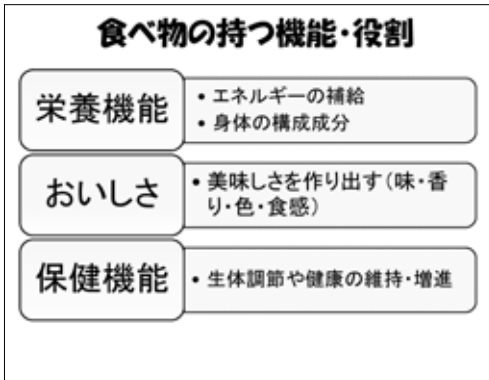 食べ物の持つ機能・役割
栄養機能
• エネルギーの補給
• 身体の構成成分
おいしさ
• 美味しさを作り出す（味・香
り・色・食感）
保健機能
• 生体調節や健康の維持・増進